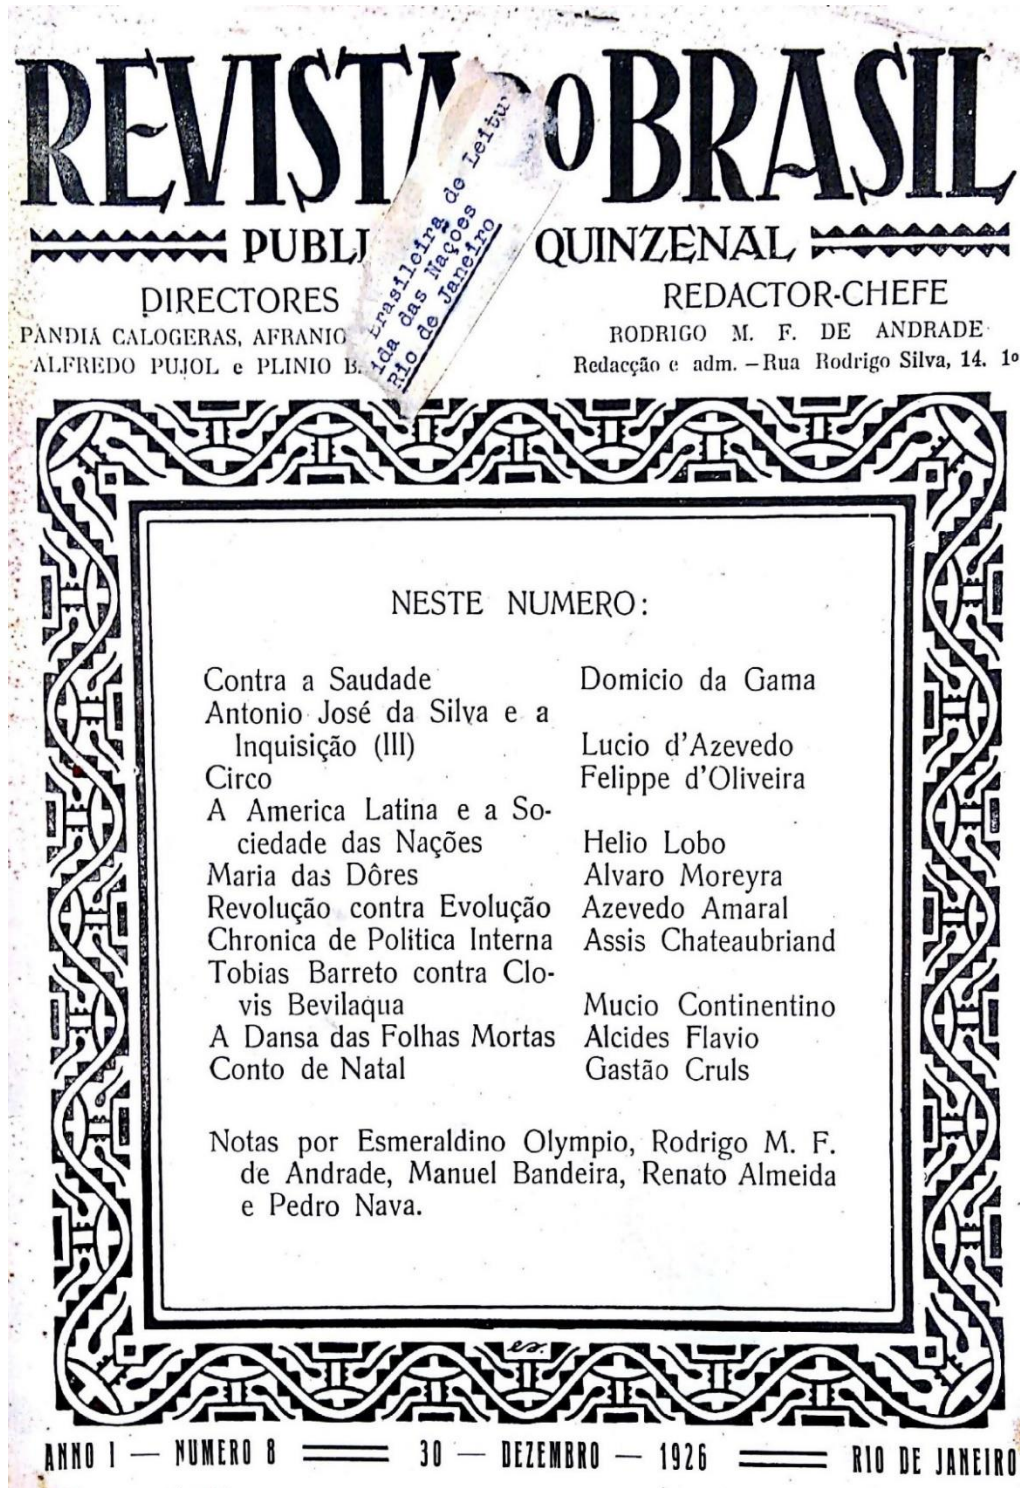 REVISTA DO BRASIL
PUBLI QUINZENAL
DIRECTORES
PANDIÁ CALOGERAS, AFRANIO
ALFREDO PUJOL e PLINIO B
REDACTOR-CHEFE
RODRIGO M. F. DE ANDRADE
Redacção e adm. – Rua Rodrigo Silva, 14. 1º
Brasileira de Leitu
ida das Nações
Rio de Janeiro
NESTE NUMERO:
Contra a Saudade Domicio da Gama
Antonio José da Silva e a
Inquisição (III) Lucio d'Azevedo
Circo Felippe d'Oliveira
A America Latina e a So-
ciedade das Nações Helio Lobo
Maria das Dôres Alvaro Moreyra
Revolução contra Evolução Azevedo Amaral
Chronica de Politica Interna Assis Chateaubriand
Tobias Barreto contra Clo-
vis Bevilaqua Mucio Continentino
A Dansa das Folhas Mortas Alcides Flavio
Conto de Natal Gastão Cruls
Notas por Esmeraldino Olympio, Rodrigo M. F.
de Andrade, Manuel Bandeira, Renato Almeida
e Pedro Nava.
es.
ANNO I — NUMERO 8 30 — DEZEMBRO — 1926 RIO DE JANEIRO